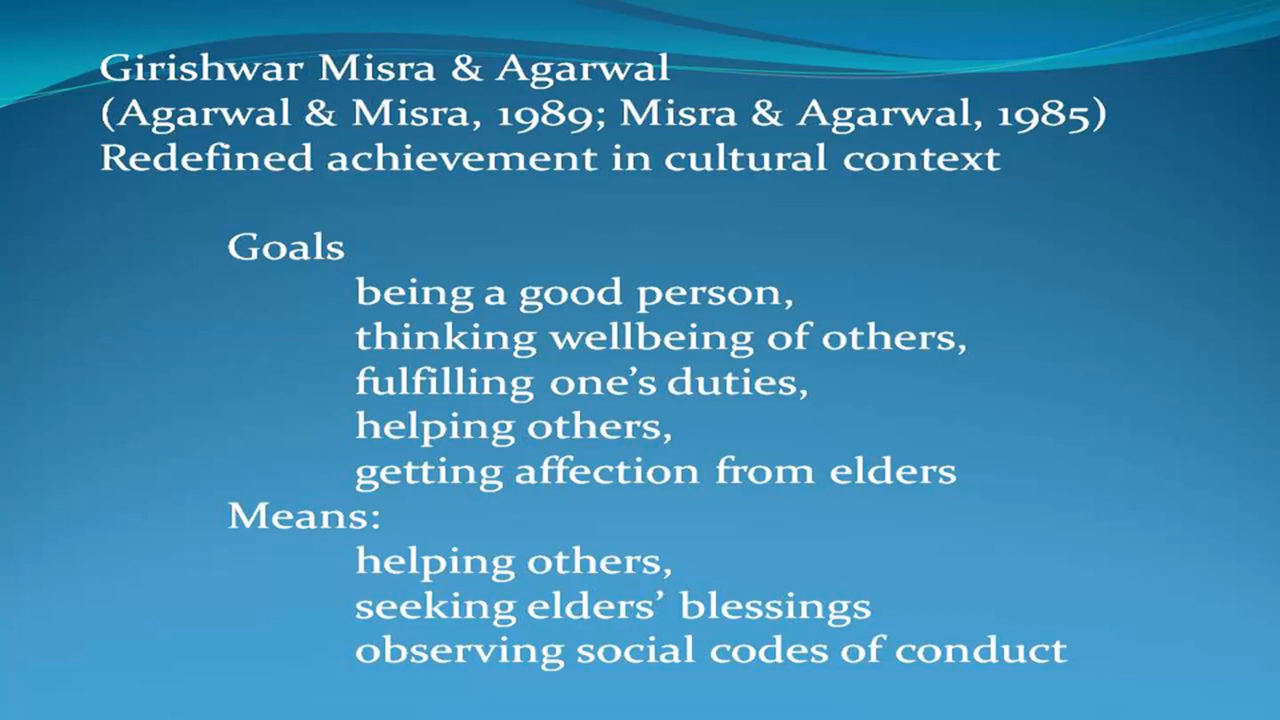 Girishwar Misra & Agarwal
(Agarwal & Misra, 1989; Misra & Agarwal, 1985)
Redefined achievement in cultural context
Goals
being a good person,
thinking wellbeing of others,
fulfilling one’s duties,
helping others,
getting affection from elders
Means:
helping others,
seeking elders’ blessings
observing social codes of conduct